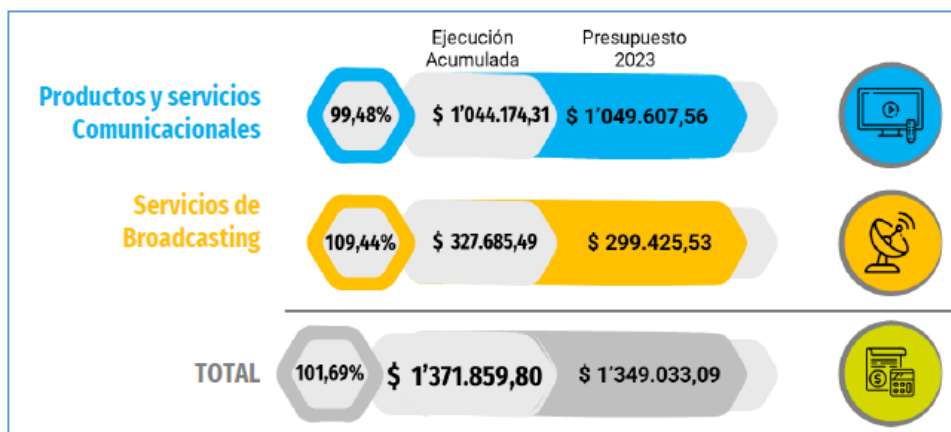 Ejecución
Acumulada
Presupuesto
2023
Productos y servicios
Comunicacionales
99,48%
$ 1’044.174,31
$ 1’049.607,56
Servicios de
Broadcasting
109,44%
$ 327.685,49
$ 299.425,53
TOTAL
101,69%
$ 1’371.859,80
$ 1’349.033,09
$